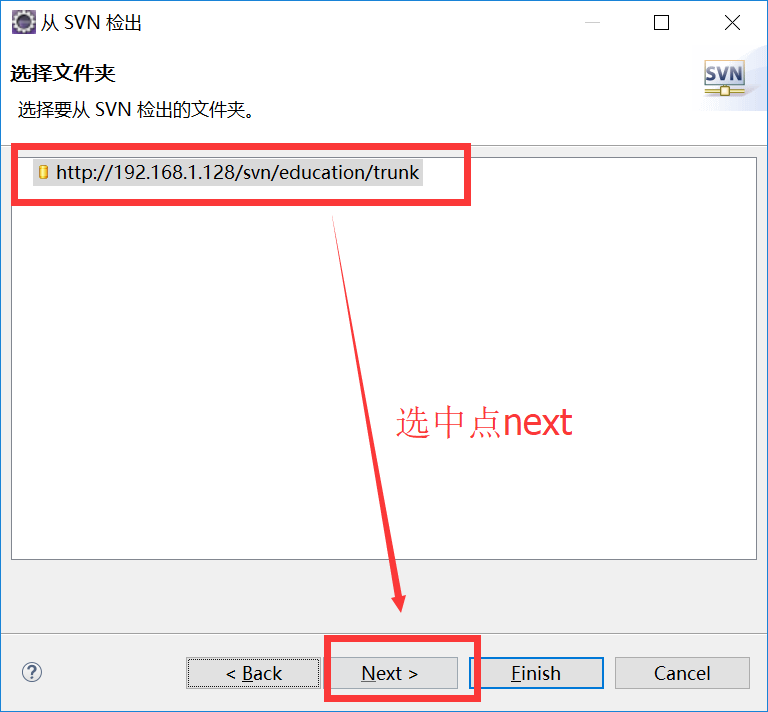 从 SVN 检出
选择文件夹
选择要从 SVN 检出的文件夹。
SVN
http://192.168.1.128/svn/education/trunk
选中点next
?
< Back
Next >
Finish
Cancel